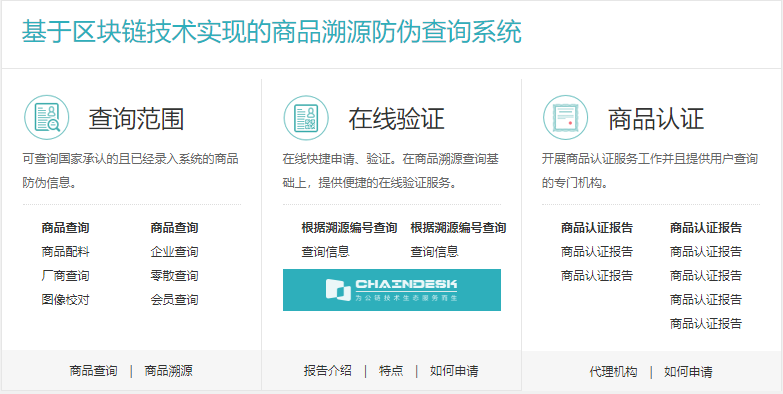 基于区块链技术实现的商品溯源防伪查询系统
查询范围
可查询国家承认的且已经录入系统的商品
防伪信息。
商品查询 商品查询
商品配料 企业查询
厂商查询 零散查询
图像校对 会员查询
商品查询 | 商品溯源
在线验证
在线快捷申请、验证。在商品溯源查询基
础上，提供便捷的在线验证服务。
根据溯源编号查询 根据溯源编号查询
查询信息 查询信息
CHAINDESK
为公链技术生态服务而生
报告介绍 | 特点 | 如何申请
商品认证
开展商品认证服务工作并且提供用户查询
的专门机构。
商品认证报告 商品认证报告
商品认证报告 商品认证报告
商品认证报告 商品认证报告
商品认证报告
商品认证报告
代理机构 | 如何申请